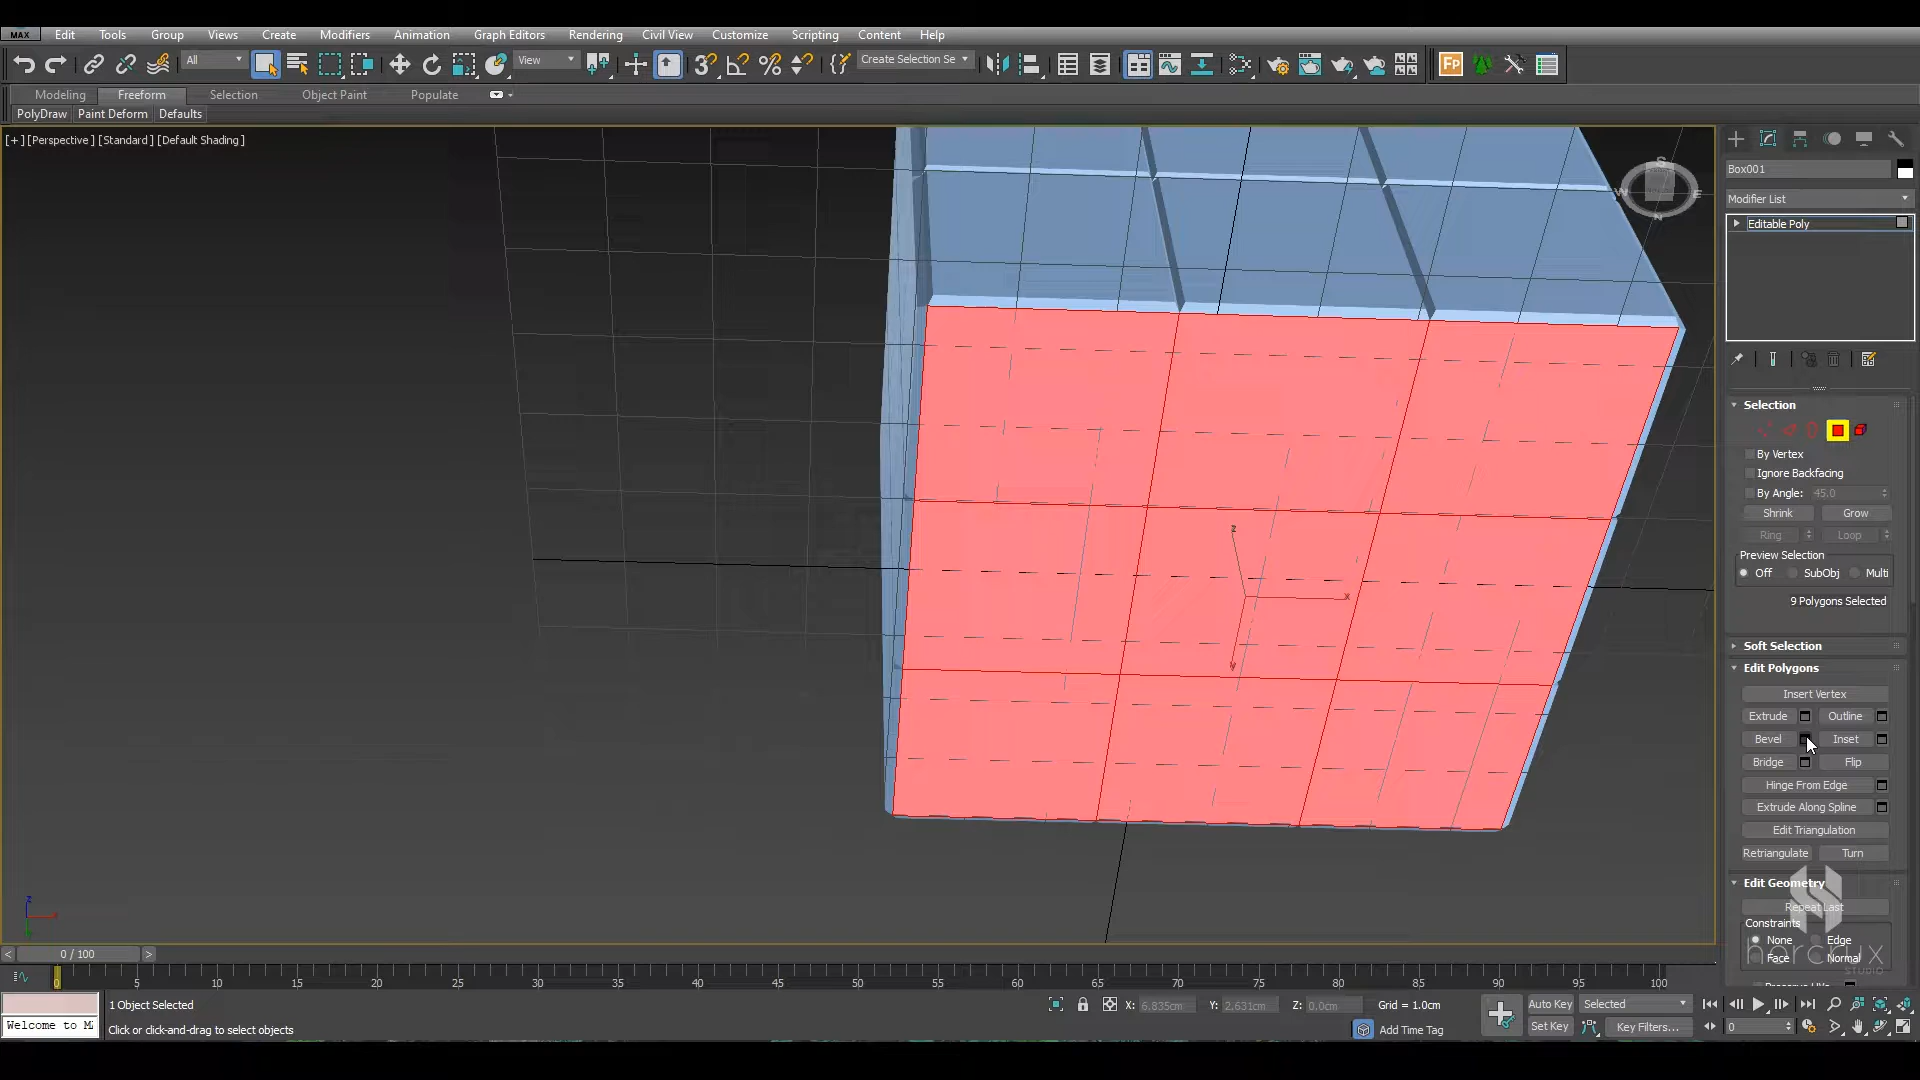 MAX Edit Tools Group Views Create Modifiers Animation Graph Editors Rendering Civil View Customize Scripting Content Help
All View Create Selection Se Fp
Modeling Freeform Selection Object Paint Populate
PolyDraw Paint Deform Defaults
[+] [Perspective] [Standard] [Default Shading]
S
W E
N
Box001
Modifier List
Editable Poly
Selection
By Vertex
Ignore Backfacing
By Angle: 45.0
Shrink Grow
Ring Loop
Preview Selection
Off SubObj Multi
9 Polygons Selected
Soft Selection
Edit Polygons
Insert Vertex
Extrude Outline
Bevel Inset
Bridge Flip
Hinge From Edge
Extrude Along Spline
Edit Triangulation
Retriangulate Turn
Edit Geometry
Repeat Last
Constraints
None Edge
Face Normal
horcrux
STUDIO
z
x
y
z
x
< 0 / 100 >
0 5 10 15 20 25 30 35 40 45 50 55 60 65 70 75 80 85 90 95 100
1 Object Selected X: 6.835cm Y: 2.631cm Z: 0.0cm Grid = 1.0cm Auto Key Selected
Welcome to M
Click or click-and-drag to select objects Add Time Tag Set Key Key Filters... 0